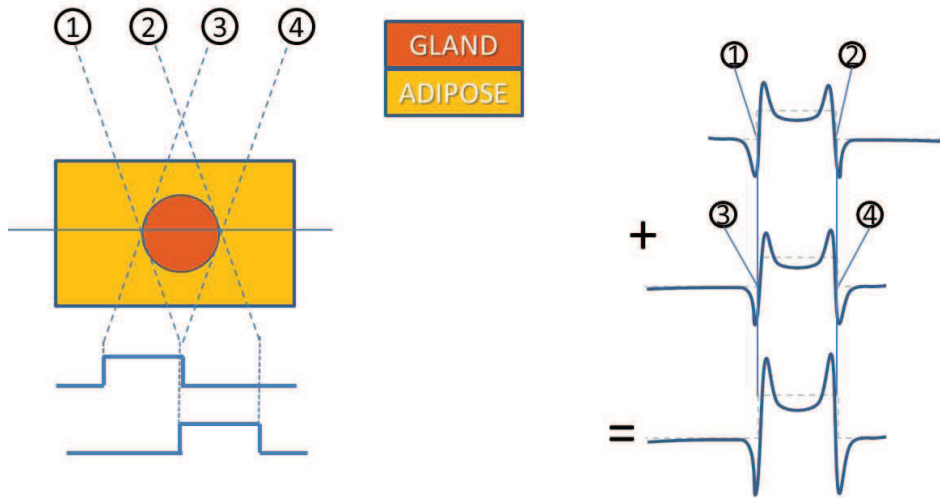 ① ② ③ ④
GLAND
ADIPOSE
① ②
+
③ ④
=